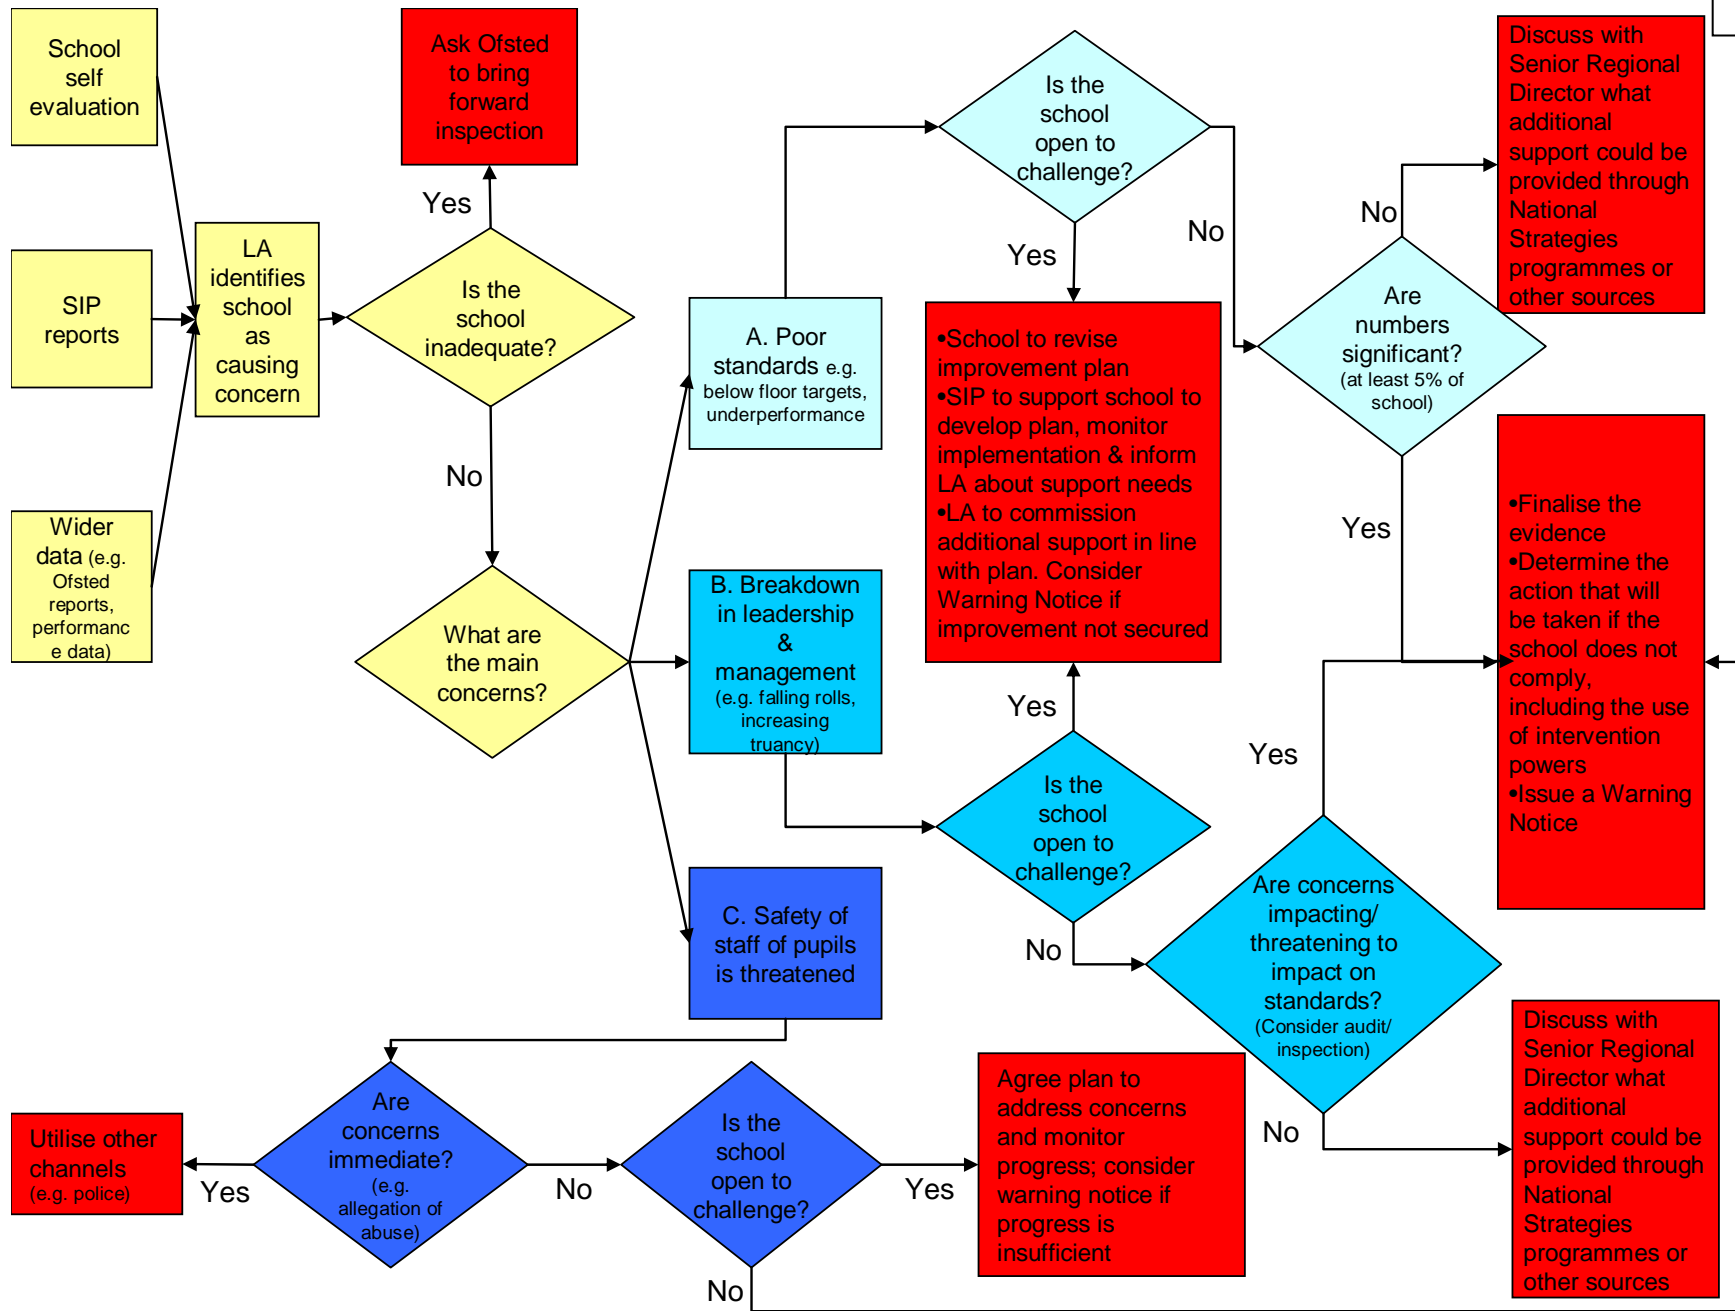 School
self
evaluation
SIP
reports
Wider
data (e.g.
Ofsted
reports,
performanc
e data)
LA
identifies
school
as
causing
concern
Ask Ofsted
to bring
forward
inspection
Yes
Is the
school
inadequate?
No
What are
the main
concerns?
A. Poor
standards e.g.
below floor targets,
underperformance
B. Breakdown
in leadership
&
management
(e.g. falling rolls,
increasing
truancy)
C. Safety of
staff of pupils
is threatened
Is the
school
open to
challenge?
Yes
No
•School to revise
improvement plan
•SIP to support school to
develop plan, monitor
implementation & inform
LA about support needs
•LA to commission
additional support in line
with plan. Consider
Warning Notice if
improvement not secured
Yes
Is the
school
open to
challenge?
No
Are
numbers
significant?
(at least 5% of
school)
No
Yes
Discuss with
Senior Regional
Director what
additional
support could be
provided through
National
Strategies
programmes or
other sources
•Finalise the
evidence
•Determine the
action that will
be taken if the
school does not
comply,
including the use
of intervention
powers
•Issue a Warning
Notice
Yes
Are concerns
impacting/
threatening to
impact on
standards?
(Consider audit/
inspection)
No
Discuss with
Senior Regional
Director what
additional
support could be
provided through
National
Strategies
programmes or
other sources
Utilise other
channels
(e.g. police)
Yes
Are
concerns
immediate?
(e.g.
allegation of
abuse)
No
Is the
school
open to
challenge?
Yes
No
Agree plan to
address concerns
and monitor
progress; consider
warning notice if
progress is
insufficient